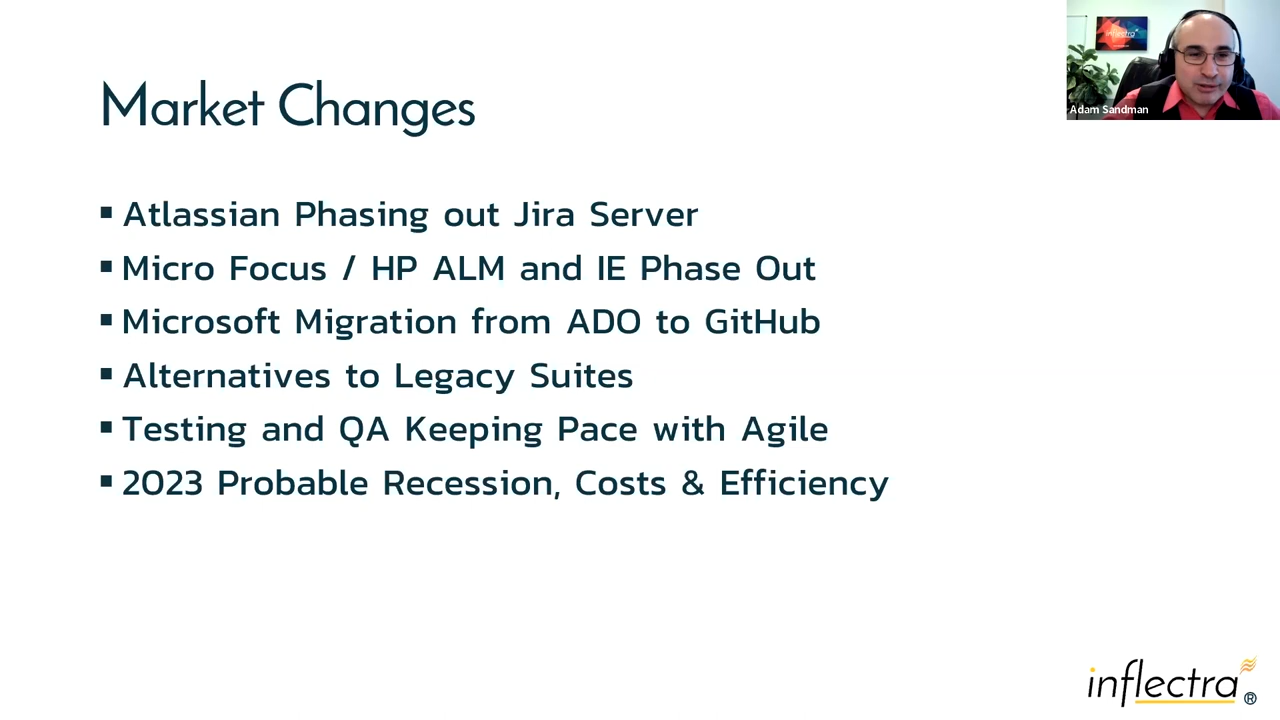 Market Changes
inflectra
Adam Sandman
▪ Atlassian Phasing out Jira Server
▪ Micro Focus / HP ALM and IE Phase Out
▪ Microsoft Migration from ADO to GitHub
▪ Alternatives to Legacy Suites
▪ Testing and QA Keeping Pace with Agile
▪ 2023 Probable Recession, Costs & Efficiency
inflectra®